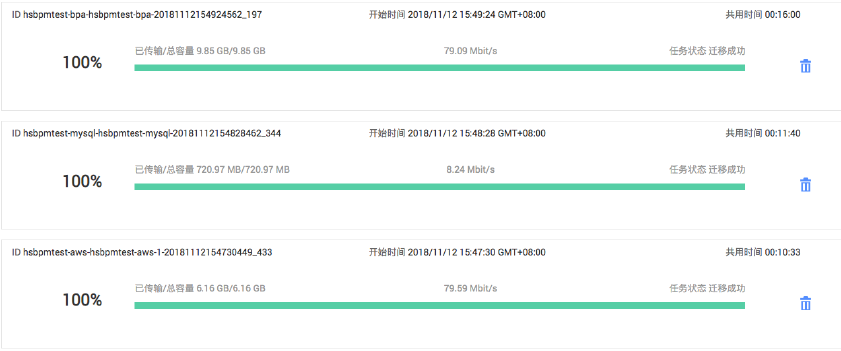 ID hsbpmtest-bpa-hsbpmtest-bpa-20181112154924562_197 开始时间 2018/11/12 15:49:24 GMT+08:00 共用时间 00:16:00
100% 已传输/总容量 9.85 GB/9.85 GB 79.09 Mbit/s 任务状态 迁移成功
ID hsbpmtest-mysql-hsbpmtest-mysql-20181112154828462_344 开始时间 2018/11/12 15:48:28 GMT+08:00 共用时间 00:11:40
100% 已传输/总容量 720.97 MB/720.97 MB 8.24 Mbit/s 任务状态 迁移成功
ID hsbpmtest-aws-hsbpmtest-aws-1-20181112154730449_433 开始时间 2018/11/12 15:47:30 GMT+08:00 共用时间 00:10:33
100% 已传输/总容量 6.16 GB/6.16 GB 79.59 Mbit/s 任务状态 迁移成功